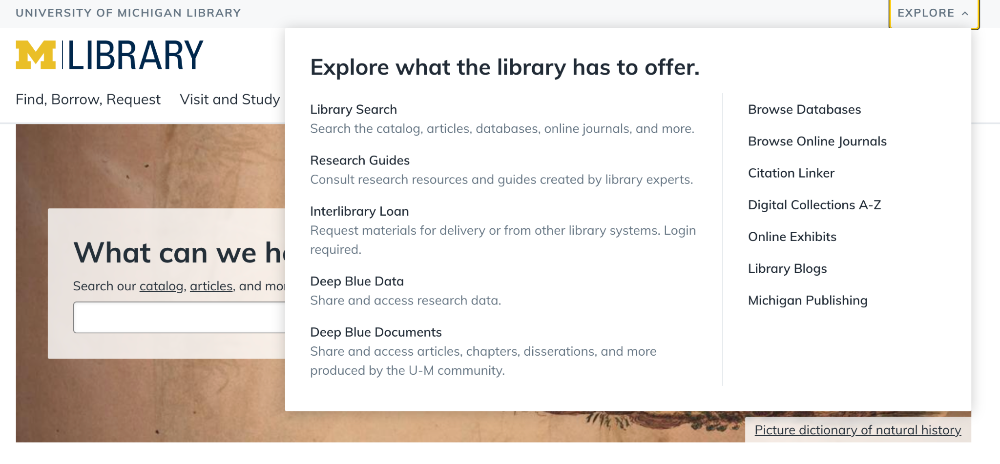 UNIVERSITY OF MICHIGAN LIBRARY
EXPLORE
M LIBRARY
Find, Borrow, Request
Visit and Study
Explore what the library has to offer.
Library Search
Search the catalog, articles, databases, online journals, and more.
Research Guides
Consult research resources and guides created by library experts.
Interlibrary Loan
Request materials for delivery or from other library systems. Login
required.
Deep Blue Data
Share and access research data.
Deep Blue Documents
Share and access articles, chapters, disserations, and more
produced by the U-M community.
Browse Databases
Browse Online Journals
Citation Linker
Digital Collections A-Z
Online Exhibits
Library Blogs
Michigan Publishing
What can we
Search our catalog, articles, and
Picture dictionary of natural history